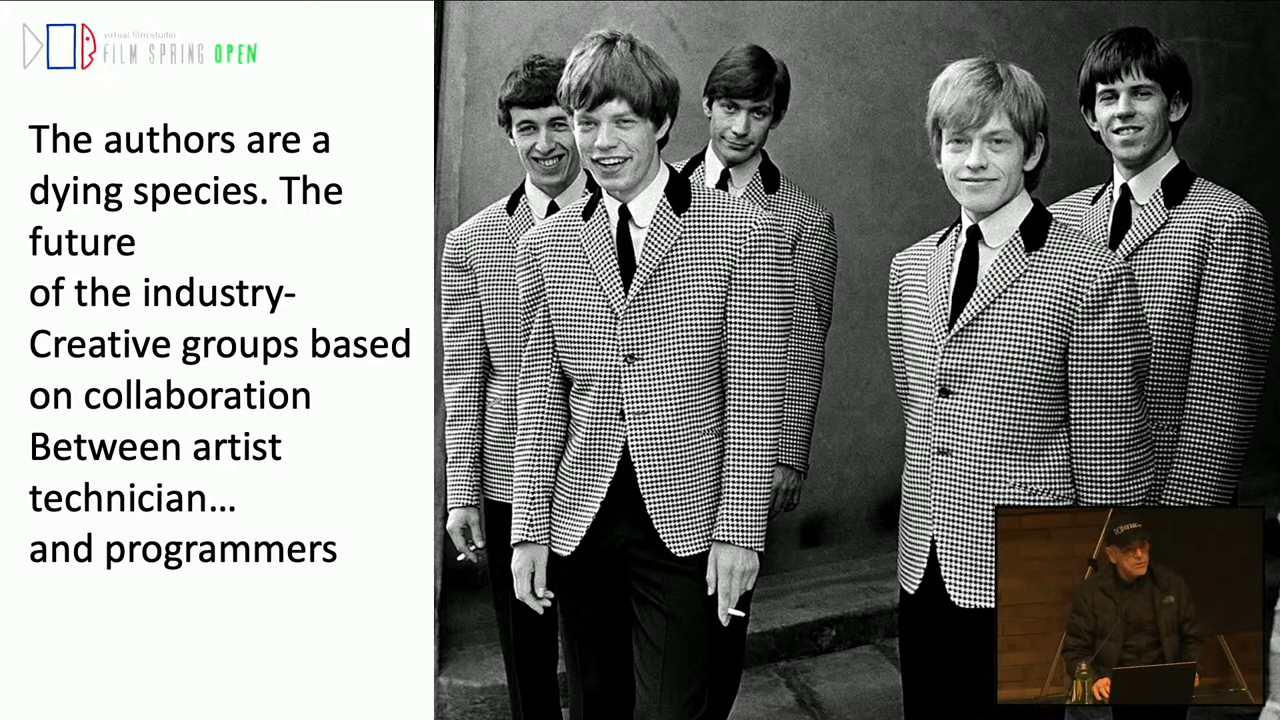 virtual film studio
FILM SPRING OPEN
The authors are a
dying species. The
future
of the industry-
Creative groups based
on collaboration
Between artist
technician...
and programmers